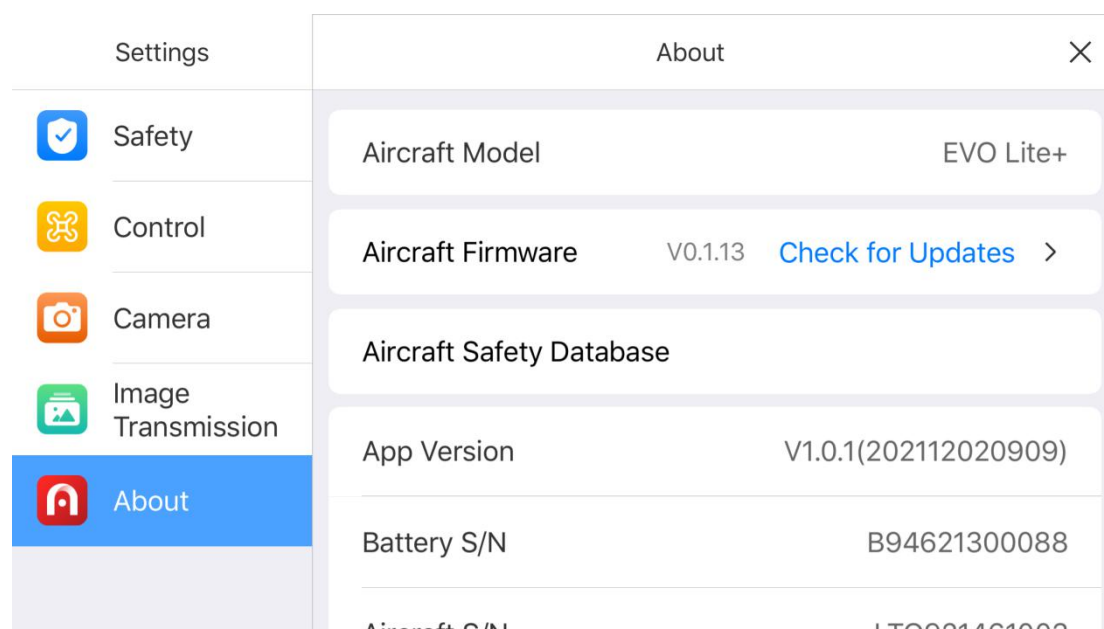 Settings
About
Safety
Control
Camera
Image
Transmission
About
Aircraft Model EVO Lite+
Aircraft Firmware V0.1.13 Check for Updates
Aircraft Safety Database
App Version V1.0.1(202112020909)
Battery S/N B94621300088
Aircraft S/N